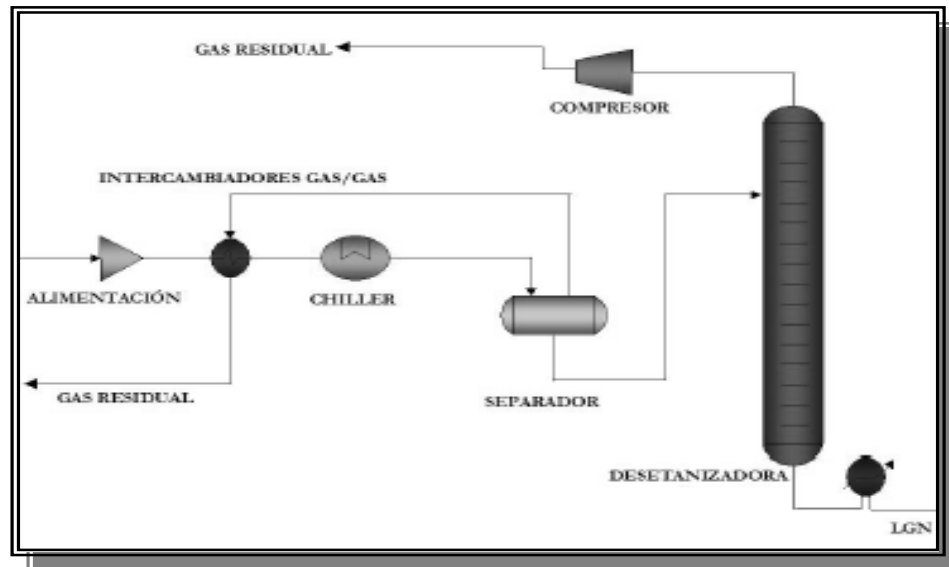 GAS RESIDUAL
COMPRESOR
INTERCAMBIADORES GAS/GAS
ALIMENTACIÓN
CHILLER
GAS RESIDUAL
SEPARADOR
DESETANIZADORA
LGN